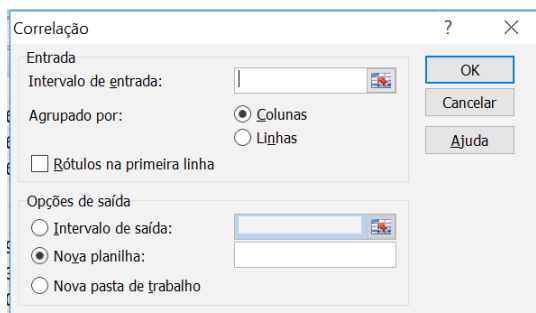 Correlação ?
Entrada
Intervalo de entrada:
Agrupado por:
Colunas
Linhas
Rótulos na primeira linha
Opções de saída
Intervalo de saída:
Nova planilha:
Nova pasta de trabalho
OK
Cancelar
Ajuda